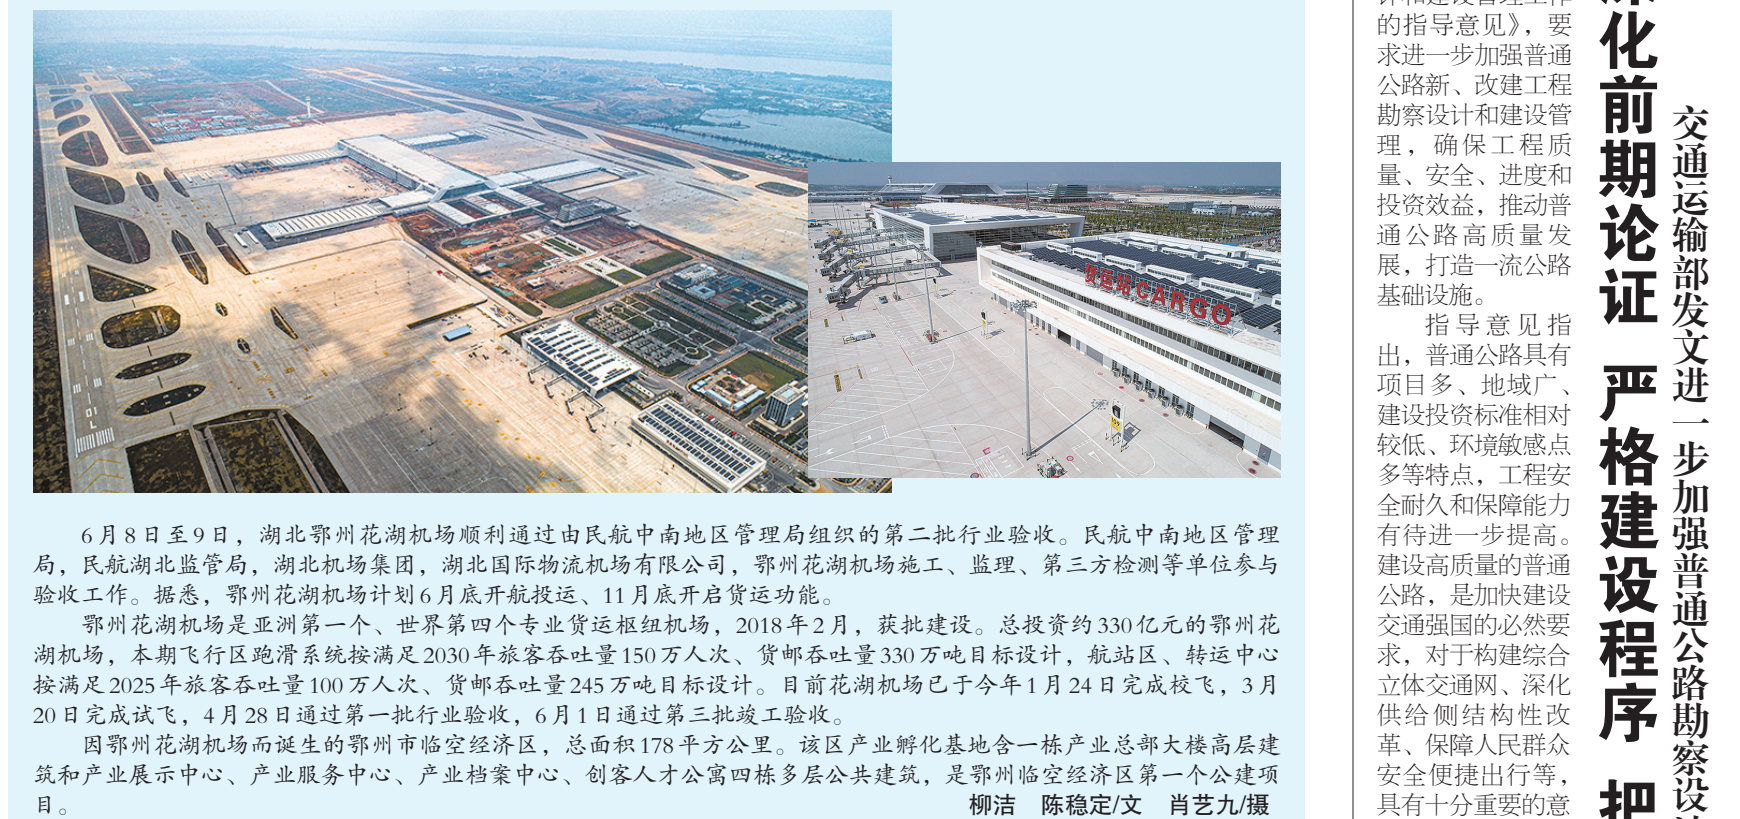 货运站CARGO
6月8日至9日，湖北鄂州花湖机场顺利通过由民航中南地区管理局组织的第二批行业验收。民航中南地区管理
局，民航湖北监管局，湖北机场集团，湖北国际物流机场有限公司，鄂州花湖机场施工、监理、第三方检测等单位参与
验收工作。据悉，鄂州花湖机场计划6月底开航投运、11月底开启货运功能。
鄂州花湖机场是亚洲第一个、世界第四个专业货运枢纽机场，2018年2月，获批建设。总投资约330亿元的鄂州花
湖机场，本期飞行区跑滑系统按满足2030年旅客吞吐量150万人次、货邮吞吐量330万吨目标设计，航站区、转运中心
按满足2025年旅客吞吐量100万人次、货邮吞吐量245万吨目标设计。目前花湖机场已于今年1月24日完成校飞，3月
20日完成试飞，4月28日通过第一批行业验收，6月1日通过第三批竣工验收。
因鄂州花湖机场而诞生的鄂州市临空经济区，总面积178平方公里。该区产业孵化基地含一栋产业总部大楼高层建
筑和产业展示中心、产业服务中心、产业档案中心、创客人才公寓四栋多层公共建筑，是鄂州临空经济区第一个公建项
目。
柳洁 陈稳定/文 肖艺九/摄
交通运输部发文进一步加强普通公路勘察设
化前期论证 严格建设程序 把
的指导意见》，要
求进一步加强普通
公路新、改建工程
勘察设计和建设管
理，确保工程质
量、安全、进度和
投资效益，推动普
通公路高质量发
展，打造一流公路
基础设施。
指导意见指
出，普通公路具有
项目多、地域广、
建设投资标准相对
较低、环境敏感点
多等特点，工程安
全耐久和保障能力
有待进一步提高。
建设高质量的普通
公路，是加快建设
交通强国的必然要
求，对于构建综合
立体交通网、深化
供给侧结构性改
革、保障人民群众
安全便捷出行等，
具有十分重要的意